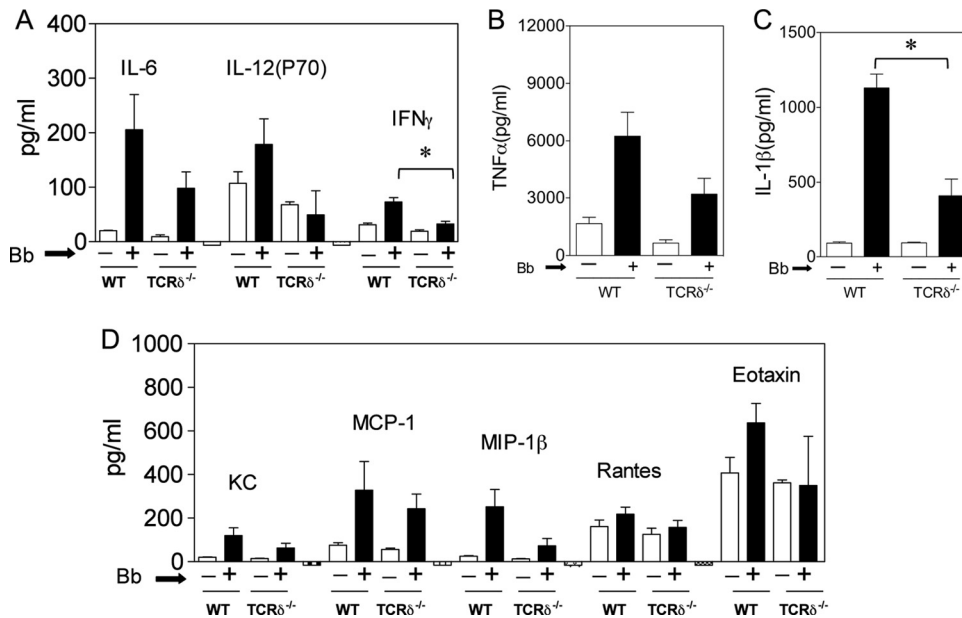 A
400
300
200
100
0
pg/ml
IL-6
IL-12(P70)
IFNγ
*
Bb
− + − + − + − + − + − +
WT TCRδ-/- WT TCRδ-/- WT TCRδ-/-
B
12000
9000
6000
3000
0
TNFα(pg/ml)
Bb
− + − +
WT TCRδ-/-
C
1500
1000
500
0
IL-1β(pg/ml)
*
Bb
− + − +
WT TCRδ-/-
D
1000
800
600
400
200
0
pg/ml
KC
MCP-1
MIP-1β
Rantes
Eotaxin
Bb
− + − + − + − + − + − + − + − + − + − +
WT TCRδ-/- WT TCRδ-/- WT TCRδ-/- WT TCRδ-/- WT TCRδ-/-